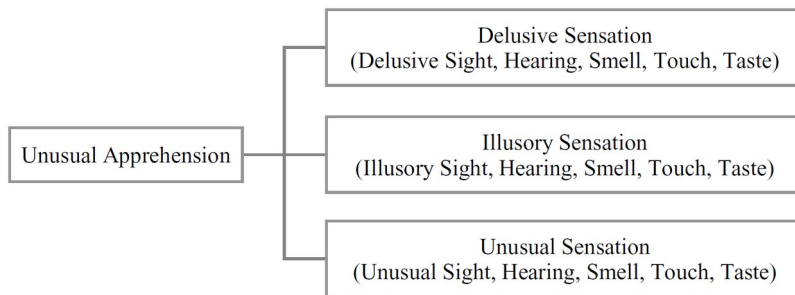 Delusive Sensation
(Delusive Sight, Hearing, Smell, Touch, Taste)
Unusual Apprehension
Illusory Sensation
(Illusory Sight, Hearing, Smell, Touch, Taste)
Unusual Sensation
(Unusual Sight, Hearing, Smell, Touch, Taste)